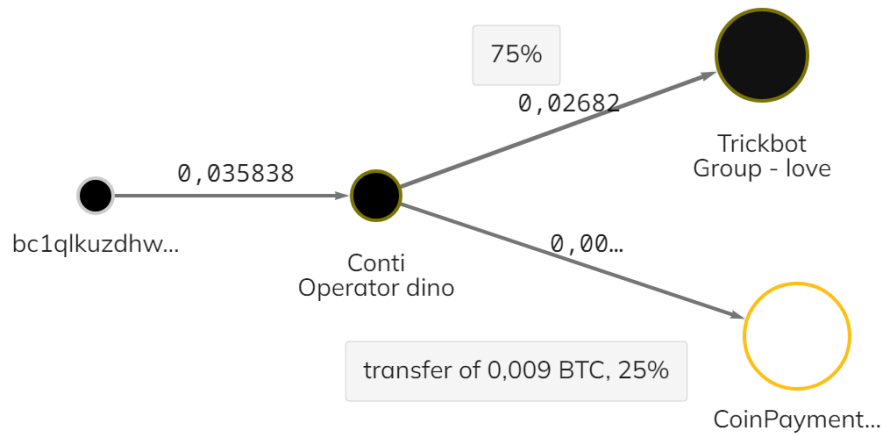 75%
0,02682
Trickbot
Group - love
0,035838
bc1qlkuzdhw...
Conti
Operator dino
0,00...
transfer of 0,009 BTC, 25%
CoinPayment...